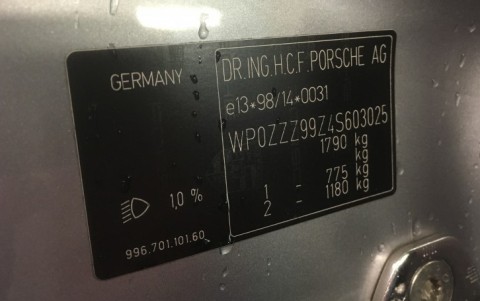 GERMANY
1,0 %
996.701.101.60
DR.ING.H.C.F.PORSCHE AG
e13*98/14*0031
WP0ZZZ99Z4S603025
1790 kg
kg
1 - 775 kg
2 - 1180 kg